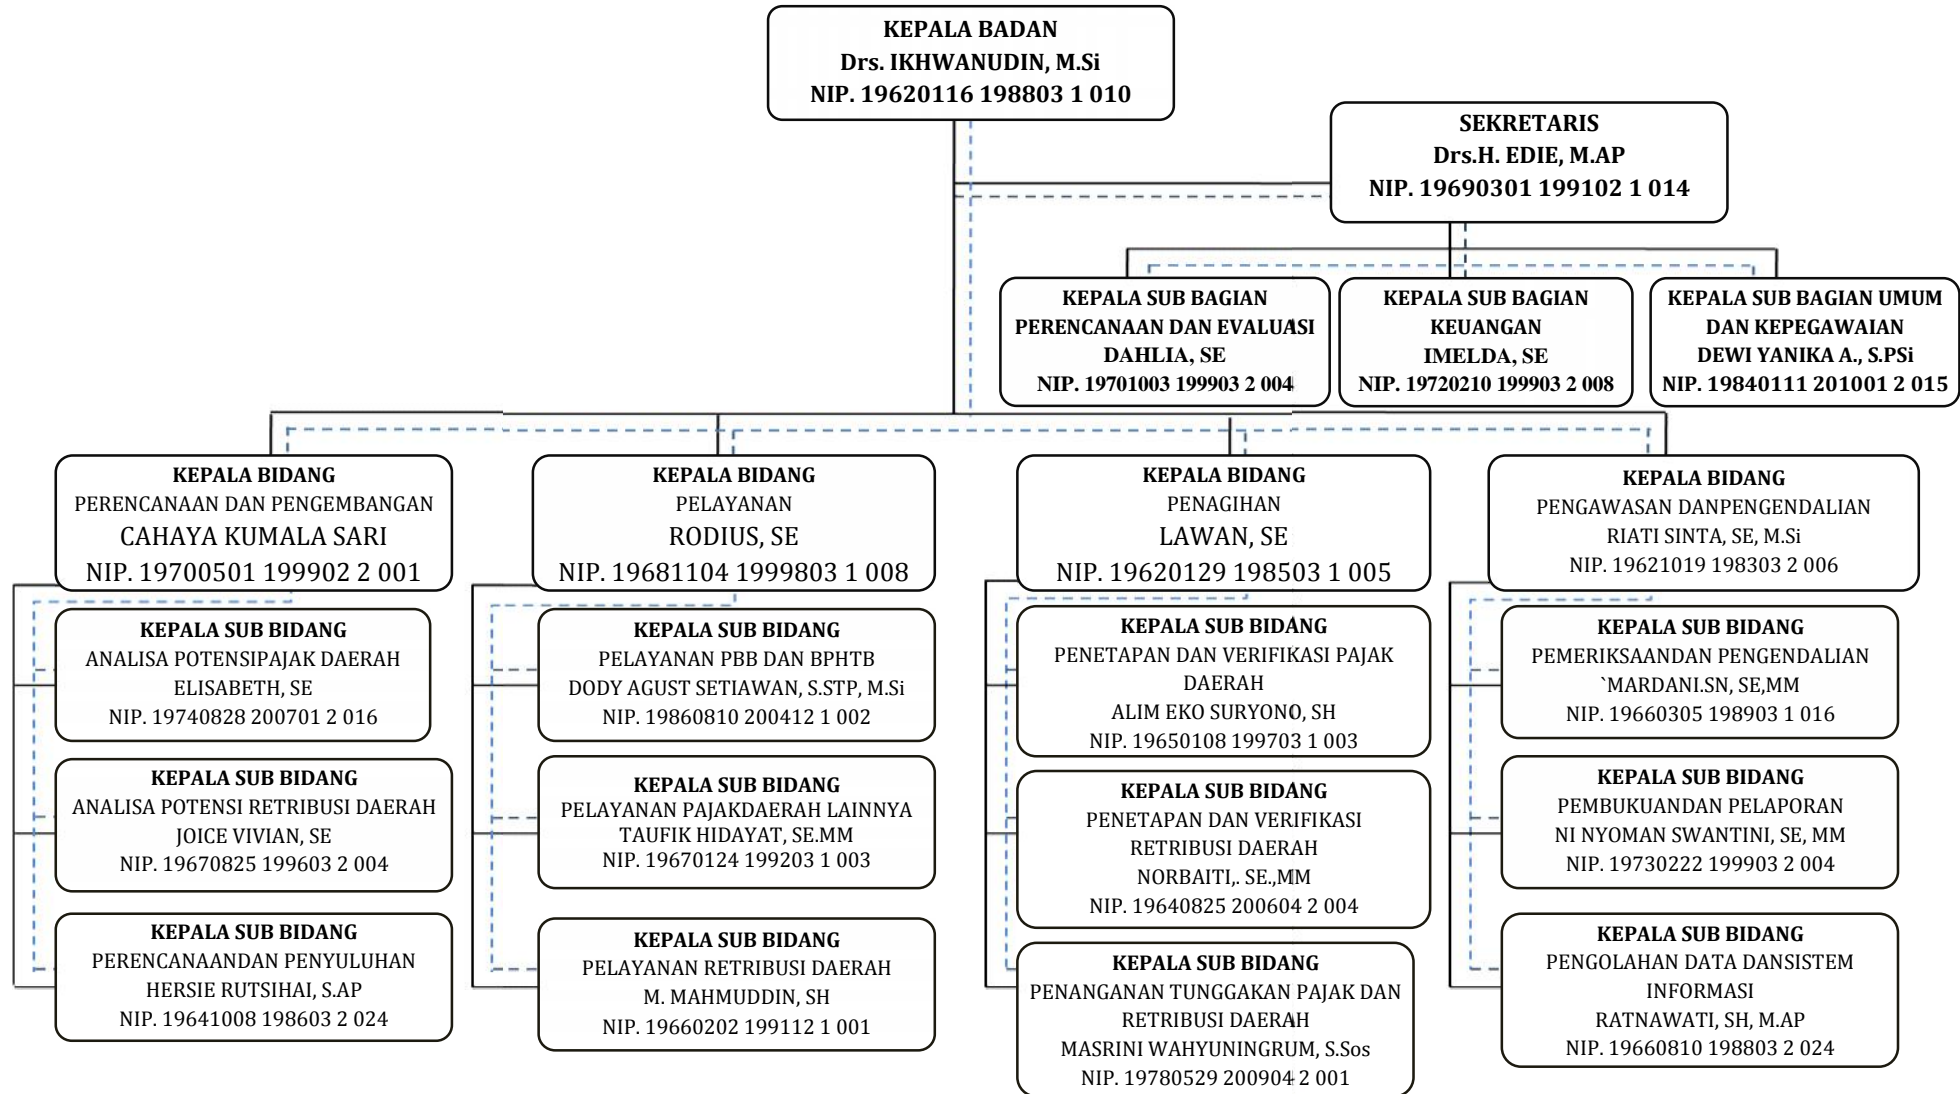 KEPALA BADAN
Drs. IKHWANUDIN, M.Si
NIP. 19620116 198803 1 010
SEKRETARIS
Drs.H. EDIE, M.AP
NIP. 19690301 199102 1 014
KEPALA SUB BAGIAN
PERENCANAAN DAN EVALUASI
DAHLIA, SE
NIP. 19701003 199903 2 004
KEPALA SUB BAGIAN
KEUANGAN
IMELDA, SE
NIP. 19720210 199903 2 008
KEPALA SUB BAGIAN UMUM
DAN KEPEGAWAIAN
DEWI YANIKA A., S.PSi
NIP. 19840111 201001 2 015
KEPALA BIDANG
PERENCANAAN DAN PENGEMBANGAN
CAHAYA KUMALA SARI
NIP. 19700501 199902 2 001
KEPALA SUB BIDANG
ANALISA POTENSIPAJAK DAERAH
ELISABETH, SE
NIP. 19740828 200701 2 016
KEPALA SUB BIDANG
ANALISA POTENSI RETRIBUSI DAERAH
JOICE VIVIAN, SE
NIP. 19670825 199603 2 004
KEPALA SUB BIDANG
PERENCANAANDAN PENYULUHAN
HERSIE RUTSIHAI, S.AP
NIP. 19641008 198603 2 024
KEPALA BIDANG
PELAYANAN
RODIUS, SE
NIP. 19681104 1999803 1 008
KEPALA SUB BIDANG
PELAYANAN PBB DAN BPHTB
DODY AGUST SETIAWAN, S.STP, M.Si
NIP. 19860810 200412 1 002
KEPALA SUB BIDANG
PELAYANAN PAJAKDAERAH LAINNYA
TAUFIK HIDAYAT, SE.MM
NIP. 19670124 199203 1 003
KEPALA SUB BIDANG
PELAYANAN RETRIBUSI DAERAH
M. MAHMUDDIN, SH
NIP. 19660202 199112 1 001
KEPALA BIDANG
PENAGIHAN
LAWAN, SE
NIP. 19620129 198503 1 005
KEPALA SUB BIDANG
PENETAPAN DAN VERIFIKASI PAJAK
DAERAH
ALIM EKO SURYONO, SH
NIP. 19650108 199703 1 003
KEPALA SUB BIDANG
PENETAPAN DAN VERIFIKASI
RETRIBUSI DAERAH
NORBAITI,. SE.,MM
NIP. 19640825 200604 2 004
KEPALA SUB BIDANG
PENANGANAN TUNGGAKAN PAJAK DAN
RETRIBUSI DAERAH
MASRINI WAHYUNINGRUM, S.Sos
NIP. 19780529 200904 2 001
KEPALA BIDANG
PENGAWASAN DANPENGENDALIAN
RIATI SINTA, SE, M.Si
NIP. 19621019 198303 2 006
KEPALA SUB BIDANG
PEMERIKSAANDAN PENGENDALIAN
`MARDANI.SN, SE,MM
NIP. 19660305 198903 1 016
KEPALA SUB BIDANG
PEMBUKUANDAN PELAPORAN
NI NYOMAN SWANTINI, SE, MM
NIP. 19730222 199903 2 004
KEPALA SUB BIDANG
PENGOLAHAN DATA DANSISTEM
INFORMASI
RATNAWATI, SH, M.AP
NIP. 19660810 198803 2 024